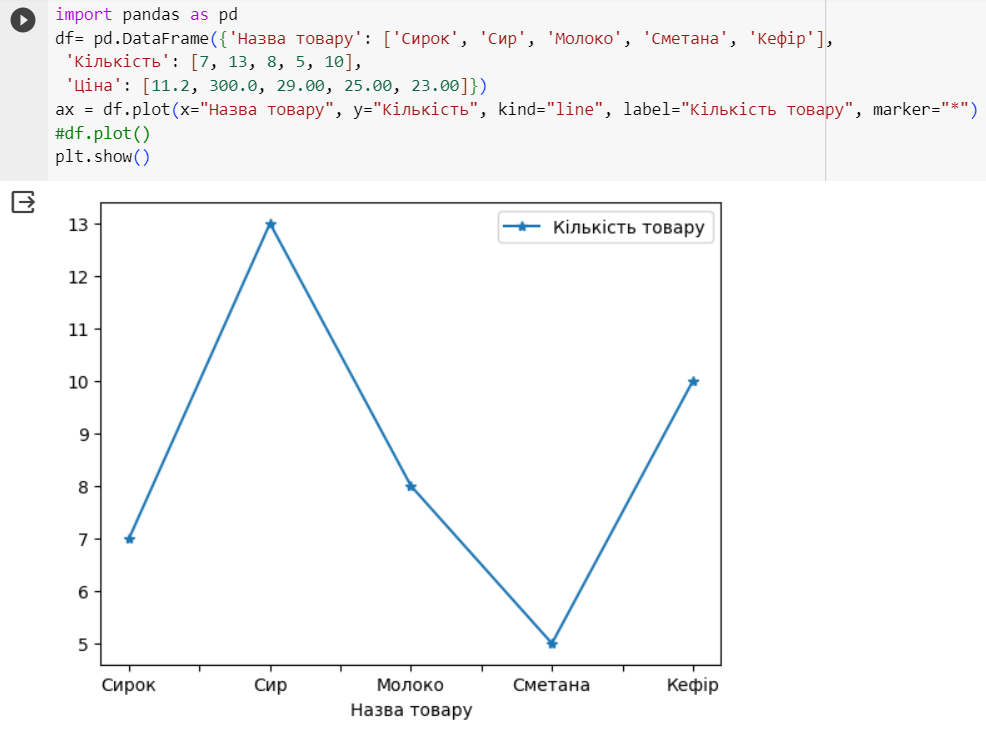 import pandas as pd
df= pd.DataFrame({'Назва товару': ['Сирок', 'Сир', 'Молоко', 'Сметана', 'Кефір'],
'Кількість': [7, 13, 8, 5, 10],
'Ціна': [11.2, 300.0, 29.00, 25.00, 23.00]})
ax = df.plot(x="Назва товару", y="Кількість", kind="line", label="Кількість товару", marker="*")
#df.plot()
plt.show()
Кількість товару
13
12
11
10
9
8
7
6
5
Сирок Сир Молоко Сметана Кефір
Назва товару